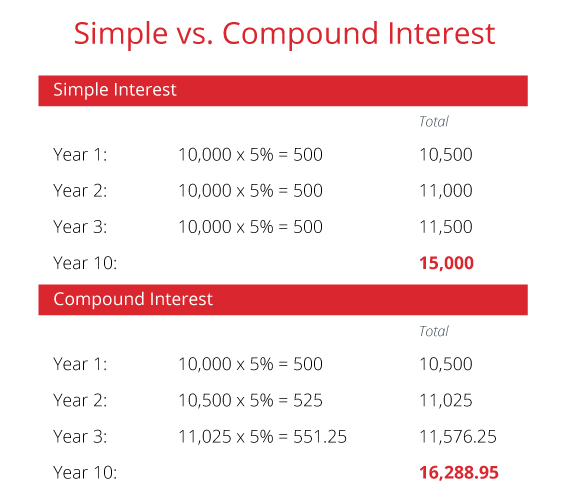 Simple vs. Compound Interest
Simple Interest
Total
Year 1: 10,000 x 5% = 500 10,500
Year 2: 10,000 x 5% = 500 11,000
Year 3: 10,000 x 5% = 500 11,500
Year 10: 15,000
Compound Interest
Total
Year 1: 10,000 x 5% = 500 10,500
Year 2: 10,500 x 5% = 525 11,025
Year 3: 11,025 x 5% = 551.25 11,576.25
Year 10: 16,288.95